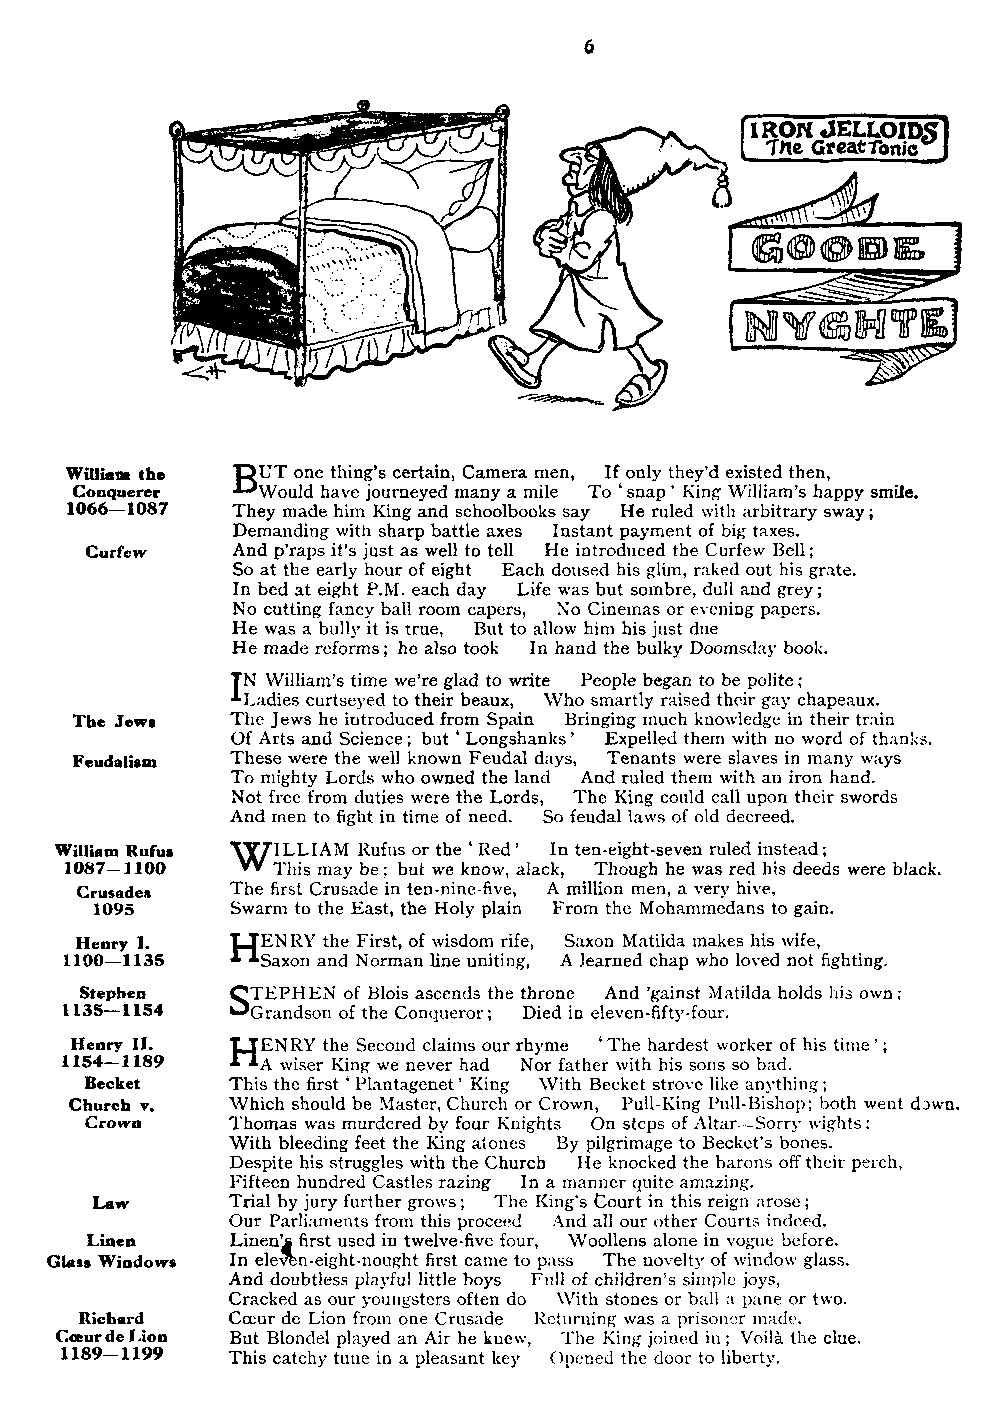 6
IRON JELLOIDS
The Great Tonic
GOODE
NYGHTE
William the
Conquerer
1066—1087
BUT one thing's certain, Camera men, If only they'd existed then,
Would have journeyed many a mile To ‘snap’ King William's happy smile.
They made him King and schoolbooks say He ruled with arbitrary sway;
Demanding with sharp battle axes Instant payment of big taxes.
Curfew
And p'raps it's just as well to tell He introduced the Curfew Bell;
So at the early hour of eight Each doused his glim, raked out his grate.
In bed at eight P.M. each day Life was but sombre, dull and grey;
No cutting fancy ball room capers, No Cinemas or evening papers.
He was a bully it is true, But to allow him his just due
He made reforms; he also took In hand the bulky Doomsday book.
IN William's time we're glad to write People began to be polite;
Ladies curtseyed to their beaux, Who smartly raised their gay chapeaux.
The Jews
The Jews he introduced from Spain Bringing much knowledge in their train
Of Arts and Science; but ‘Longshanks’ Expelled them with no word of thanks.
Feudalism
These were the well known Feudal days, Tenants were slaves in many ways
To mighty Lords who owned the land And ruled them with an iron hand.
Not free from duties were the Lords, The King could call upon their swords
And men to fight in time of need. So feudal laws of old decreed.
William Rufus
1087—1100
WILLIAM Rufus or the ‘Red’ In ten-eight-seven ruled instead;
This may be; but we know, alack, Though he was red his deeds were black.
Crusades
1095
The first Crusade in ten-nine-five, A million men, a very hive,
Swarm to the East, the Holy plain From the Mohammedans to gain.
Henry I.
1100—1135
HENRY the First, of wisdom rife, Saxon Matilda makes his wife,
Saxon and Norman line uniting, A learned chap who loved not fighting.
Stephen
1135—1154
STEPHEN of Blois ascends the throne And 'gainst Matilda holds his own;
Grandson of the Conqueror; Died in eleven-fifty-four.
Henry II.
1154—1189
HENRY the Second claims our rhyme ‘The hardest worker of his time’;
A wiser King we never had Nor father with his sons so bad.
Becket
This the first ‘Plantagenet’ King With Becket strove like anything;
Church v.
Crown
Which should be Master, Church or Crown, Pull-King Pull-Bishop; both went down.
Thomas was murdered by four Knights On steps of Altar—Sorry wights:
With bleeding feet the King atones By pilgrimage to Becket's bones.
Despite his struggles with the Church He knocked the barons off their perch,
Fifteen hundred Castles razing In a manner quite amazing.
Law
Trial by jury further grows; The King's Court in this reign arose;
Our Parliaments from this proceed And all our other Courts indeed.
Linen
Linen's first used in twelve-five four, Woollens alone in vogue before.
Glass Windows
In eleven-eight-nought first came to pass The novelty of window glass.
And doubtless playful little boys Full of children's simple joys,
Cracked as our youngsters often do With stones or ball a pane or two.
Richard
Cœur de Lion
1189—1199
Cœur de Lion from one Crusade Returning was a prisoner made.
But Blondel played an Air he knew, The King joined in; Voilà the clue.
This catchy tune in a pleasant key Opened the door to liberty.